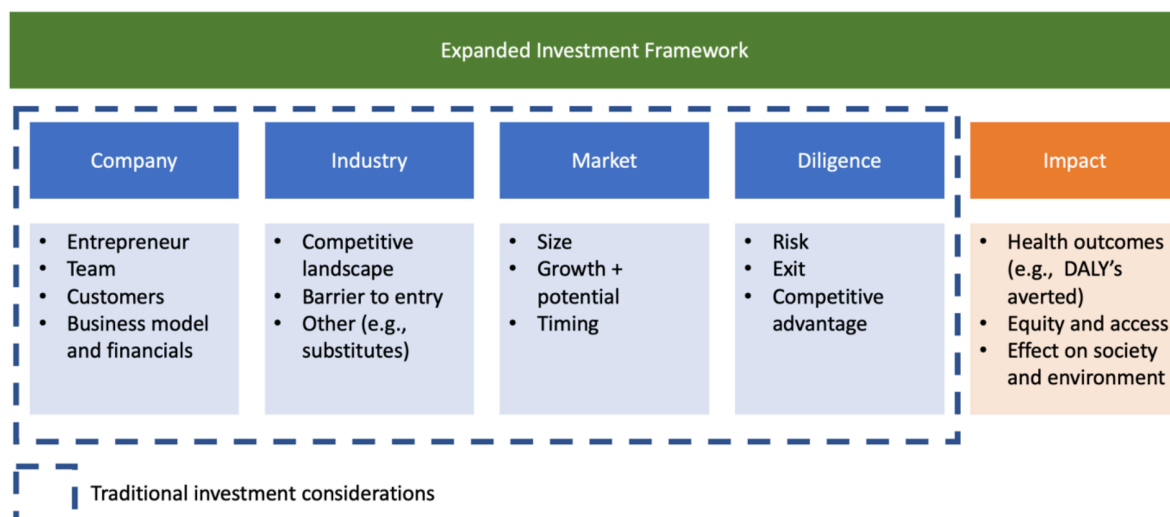 Expanded Investment Framework
Company
• Entrepreneur
• Team
• Customers
• Business model
and financials
Industry
• Competitive
landscape
• Barrier to entry
• Other (e.g.,
substitutes)
Market
• Size
• Growth +
potential
• Timing
Diligence
• Risk
• Exit
• Competitive
advantage
Impact
• Health outcomes
(e.g., DALY's
averted)
• Equity and access
• Effect on society
and environment
Traditional investment considerations